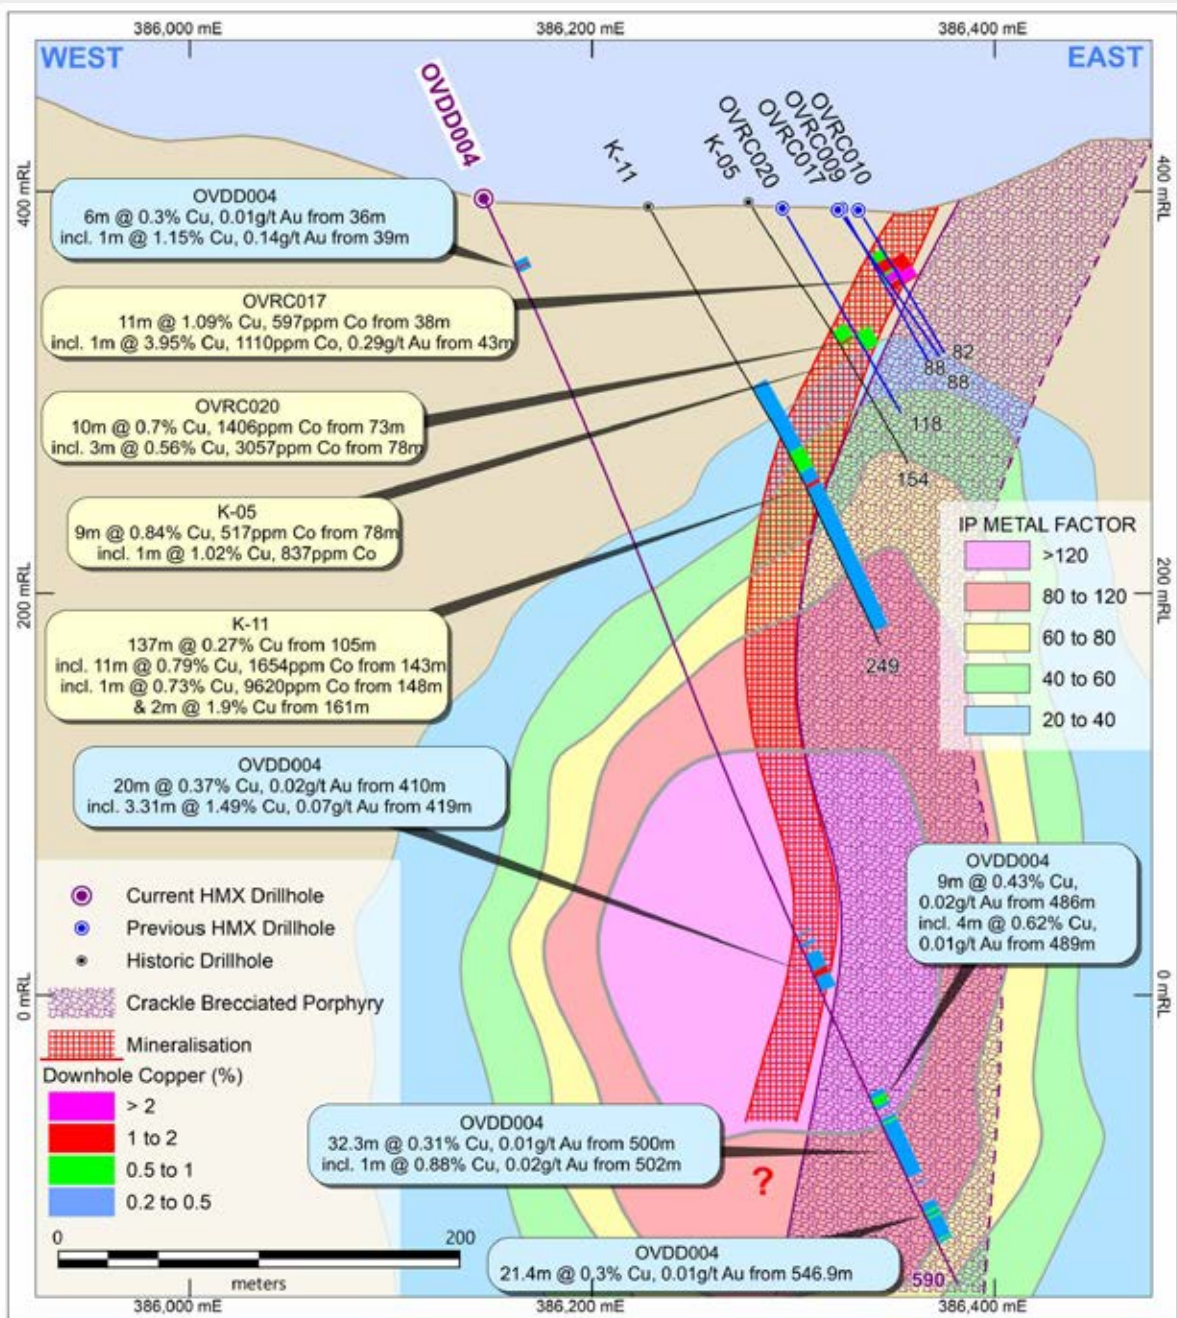 386,000 mE
386,200 mE
386,400 mE
WEST
EAST
OVDD004
K-11
K-05
OVRC020
OVRC017
OVRC009
OVRC010
400 mRL
400 mRL
OVDD004
6m @ 0.3% Cu, 0.01g/t Au from 36m
incl. 1m @ 1.15% Cu, 0.14g/t Au from 39m
OVRC017
11m @ 1.09% Cu, 597ppm Co from 38m
incl. 1m @ 3.95% Cu, 1110ppm Co, 0.29g/t Au from 43m
82
88
88
OVRC020
10m @ 0.7% Cu, 1406ppm Co from 73m
incl. 3m @ 0.56% Cu, 3057ppm Co from 78m
118
154
K-05
9m @ 0.84% Cu, 517ppm Co from 78m
incl. 1m @ 1.02% Cu, 837ppm Co
IP METAL FACTOR
>120
80 to 120
60 to 80
40 to 60
20 to 40
200 mRL
200 mRL
K-11
137m @ 0.27% Cu from 105m
incl. 11m @ 0.79% Cu, 1654ppm Co from 143m
incl. 1m @ 0.73% Cu, 9620ppm Co from 148m
& 2m @ 1.9% Cu from 161m
249
OVDD004
20m @ 0.37% Cu, 0.02g/t Au from 410m
incl. 3.31m @ 1.49% Cu, 0.07g/t Au from 419m
OVDD004
9m @ 0.43% Cu,
0.02g/t Au from 486m
incl. 4m @ 0.62% Cu,
0.01g/t Au from 489m
Current HMX Drillhole
Previous HMX Drillhole
Historic Drillhole
Crackle Brecciated Porphyry
Mineralisation
Downhole Copper (%)
> 2
1 to 2
0.5 to 1
0.2 to 0.5
0 mRL
0 mRL
OVDD004
32.3m @ 0.31% Cu, 0.01g/t Au from 500m
incl. 1m @ 0.88% Cu, 0.02g/t Au from 502m
?
0
200
meters
OVDD004
21.4m @ 0,3% Cu, 0.01g/t Au from 546.9m
590
386,000 mE
386,200 mE
386,400 mE